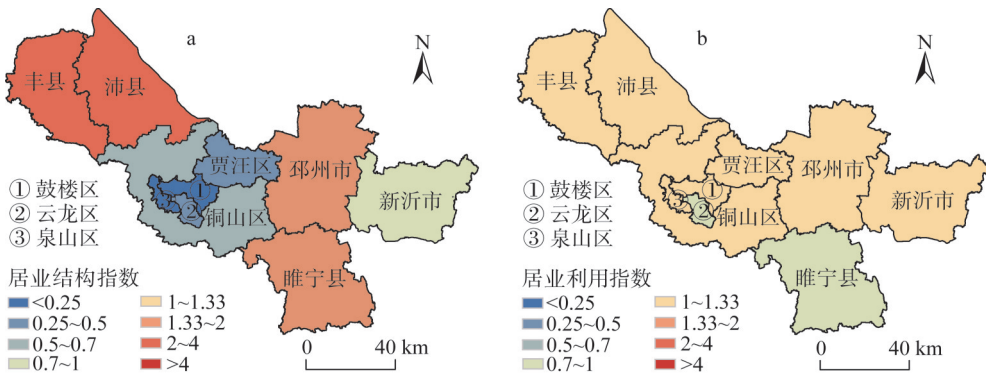 a
N
丰县
沛县
贾汪区
邳州市
新沂市
①
②
铜山区
睢宁县
① 鼓楼区
② 云龙区
③ 泉山区
居业结构指数
<0.25
0.25~0.5
0.5~0.7
0.7~1
1~1.33
1.33~2
2~4
>4
0 40 km
b
N
丰县
沛县
贾汪区
邳州市
新沂市
①
③
②
铜山区
睢宁县
① 鼓楼区
② 云龙区
③ 泉山区
居业利用指数
<0.25
0.25~0.5
0.5~0.7
0.7~1
1~1.33
1.33~2
2~4
>4
0 40 km